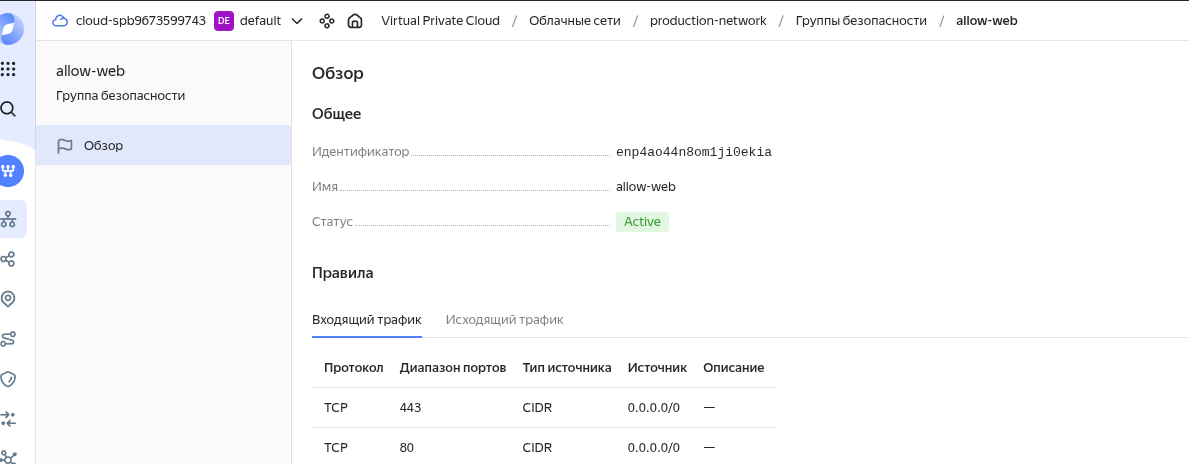 cloud-spb9673599743 DE default Virtual Private Cloud / Облачные сети / production-network / Группы безопасности / allow-web
allow-web
Группа безопасности
Обзор
Обзор
Общее
Идентификатор enp4ao44n8om1ji0ekia
Имя allow-web
Статус Active
Правила
Входящий трафик Исходящий трафик
Протокол Диапазон портов Тип источника Источник Описание
TCP 443 CIDR 0.0.0.0/0 —
TCP 80 CIDR 0.0.0.0/0 —